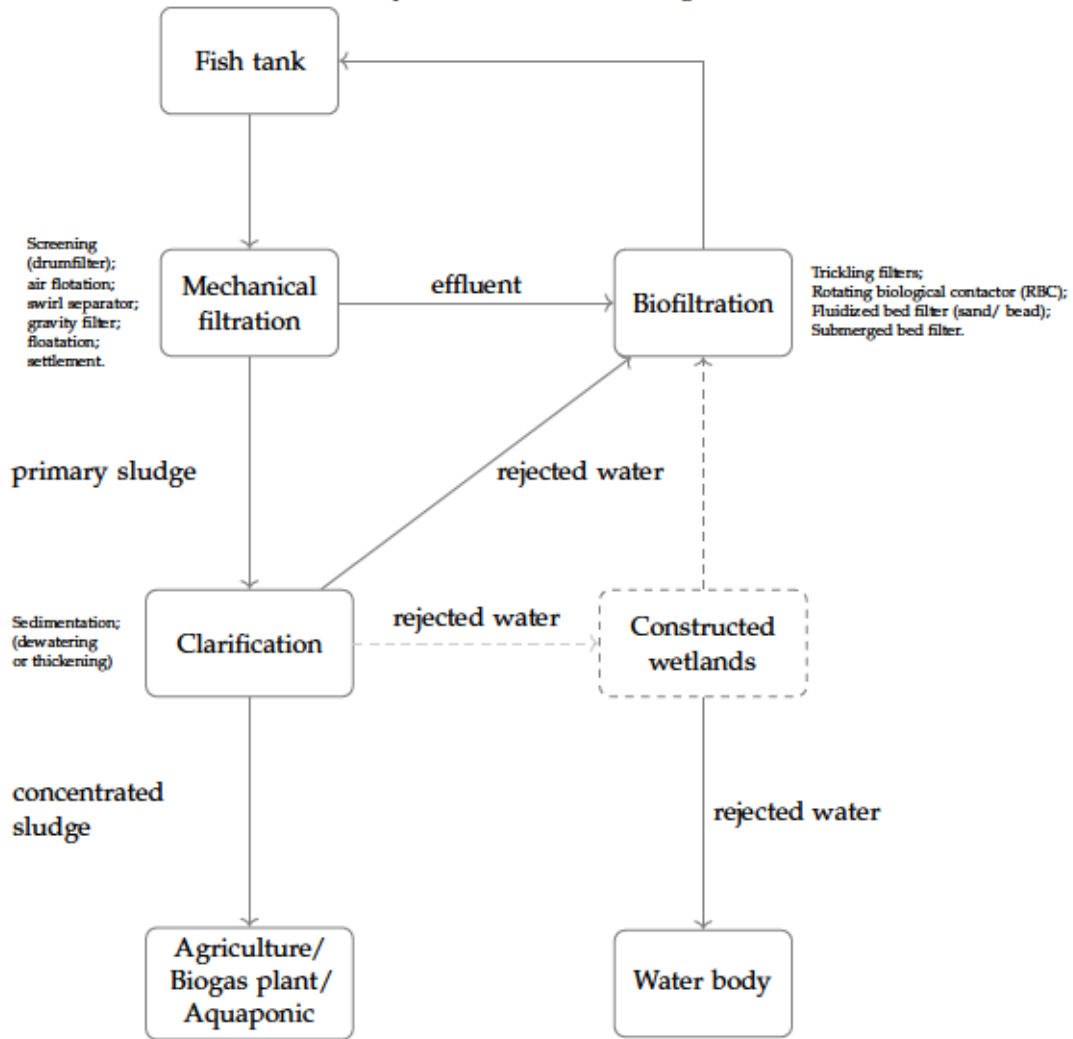 Fish tank
Screening
(drumfilter);
air flotation;
swirl separator;
gravity filter;
floatation;
settlement.
Mechanical
filtration
effluent
Biofiltration
Trickling filters;
Rotating biological contactor (RBC);
Fluidized bed filter (sand/ bead);
Submerged bed filter.
primary sludge
rejected water
Sedimentation;
(dewatering
or thickening)
Clarification
rejected water
Constructed
wetlands
concentrated
sludge
rejected water
Agriculture/
Biogas plant/
Aquaponic
Water body